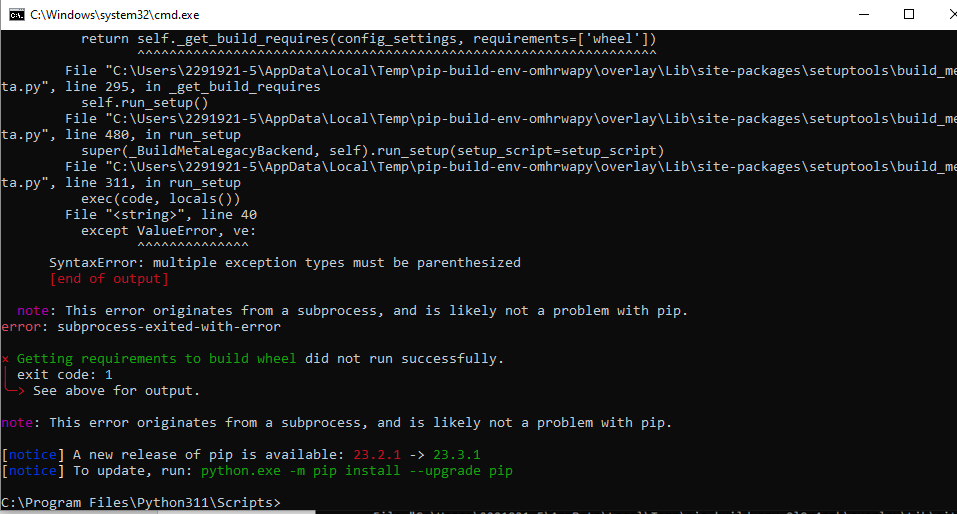 C:\Windows\system32\cmd.exe
return self._get_build_requires(config_settings, requirements=['wheel'])
^^^^^^^^^^^^^^^^^^^^^^^^^^^^^^^^^^^^^^^^^^^^^^^^^^^^^^^^^^^^^^^^^
File "C:\Users\2291921-5\AppData\Local\Temp\pip-build-env-omhrwapy\overlay\Lib\site-packages\setuptools\build_me
ta.py", line 295, in _get_build_requires
self.run_setup()
File "C:\Users\2291921-5\AppData\Local\Temp\pip-build-env-omhrwapy\overlay\Lib\site-packages\setuptools\build_me
ta.py", line 480, in run_setup
super(_BuildMetaLegacyBackend, self).run_setup(setup_script=setup_script)
File "C:\Users\2291921-5\AppData\Local\Temp\pip-build-env-omhrwapy\overlay\Lib\site-packages\setuptools\build_me
ta.py", line 311, in run_setup
exec(code, locals())
File "<string>", line 40
except ValueError, ve:
^^^^^^^^^^^^^^
SyntaxError: multiple exception types must be parenthesized
[end of output]
note: This error originates from a subprocess, and is likely not a problem with pip.
error: subprocess-exited-with-error
× Getting requirements to build wheel did not run successfully.
│ exit code: 1
╰─> See above for output.
note: This error originates from a subprocess, and is likely not a problem with pip.
[notice] A new release of pip is available: 23.2.1 -> 23.3.1
[notice] To update, run: python.exe -m pip install --upgrade pip
C:\Program Files\Python311\Scripts>